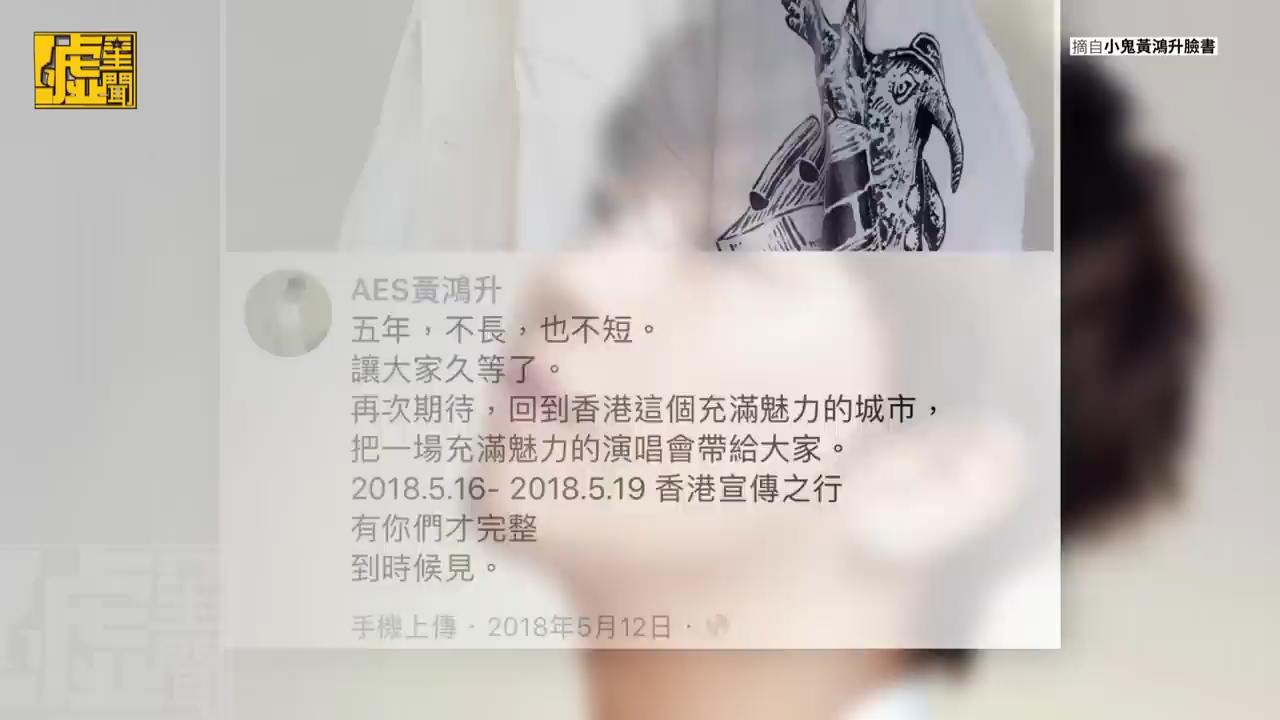 噓星聞
摘自小鬼黃鴻升臉書
AES黃鴻升
五年，不長，也不短。
讓大家久等了。
再次期待，回到香港這個充滿魅力的城市，
把一場充滿魅力的演唱會帶給大家。
2018.5.16- 2018.5.19 香港宣傳之行
有你們才完整
到時候見。
手機上傳 · 2018年5月12日 ·